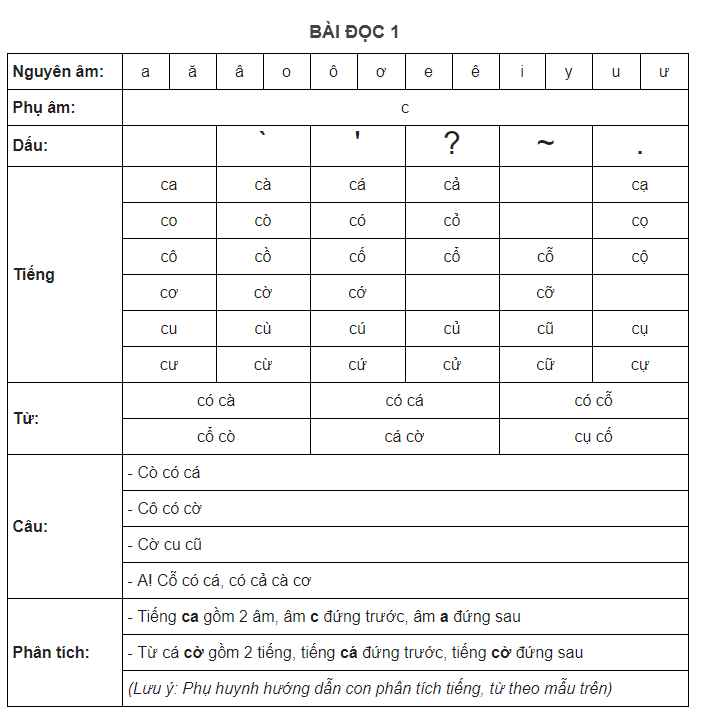 BÀI ĐỌC 1
Nguyên âm: a ă â o ô ơ e ê i y u ư
Phụ âm: c
Dấu: ` ' ? ~ .
ca cà cá cả cạ
co cò có cỏ cọ
cô cồ cố cổ cỗ cộ
Tiếng
cơ cờ cớ cỡ
cu cù cú củ cũ cụ
cư cừ cứ cử cữ cự
Từ:
có cà có cá có cỗ
cổ cò cá cờ cụ cố
Câu:
- Cò có cá
- Cô có cờ
- Cờ cu cũ
- A! Cỗ có cá, có cả cà cơ
Phân tích:
- Tiếng ca gồm 2 âm, âm c đứng trước, âm a đứng sau
- Từ cá cờ gồm 2 tiếng, tiếng cá đứng trước, tiếng cờ đứng sau
(Lưu ý: Phụ huynh hướng dẫn con phân tích tiếng, từ theo mẫu trên)